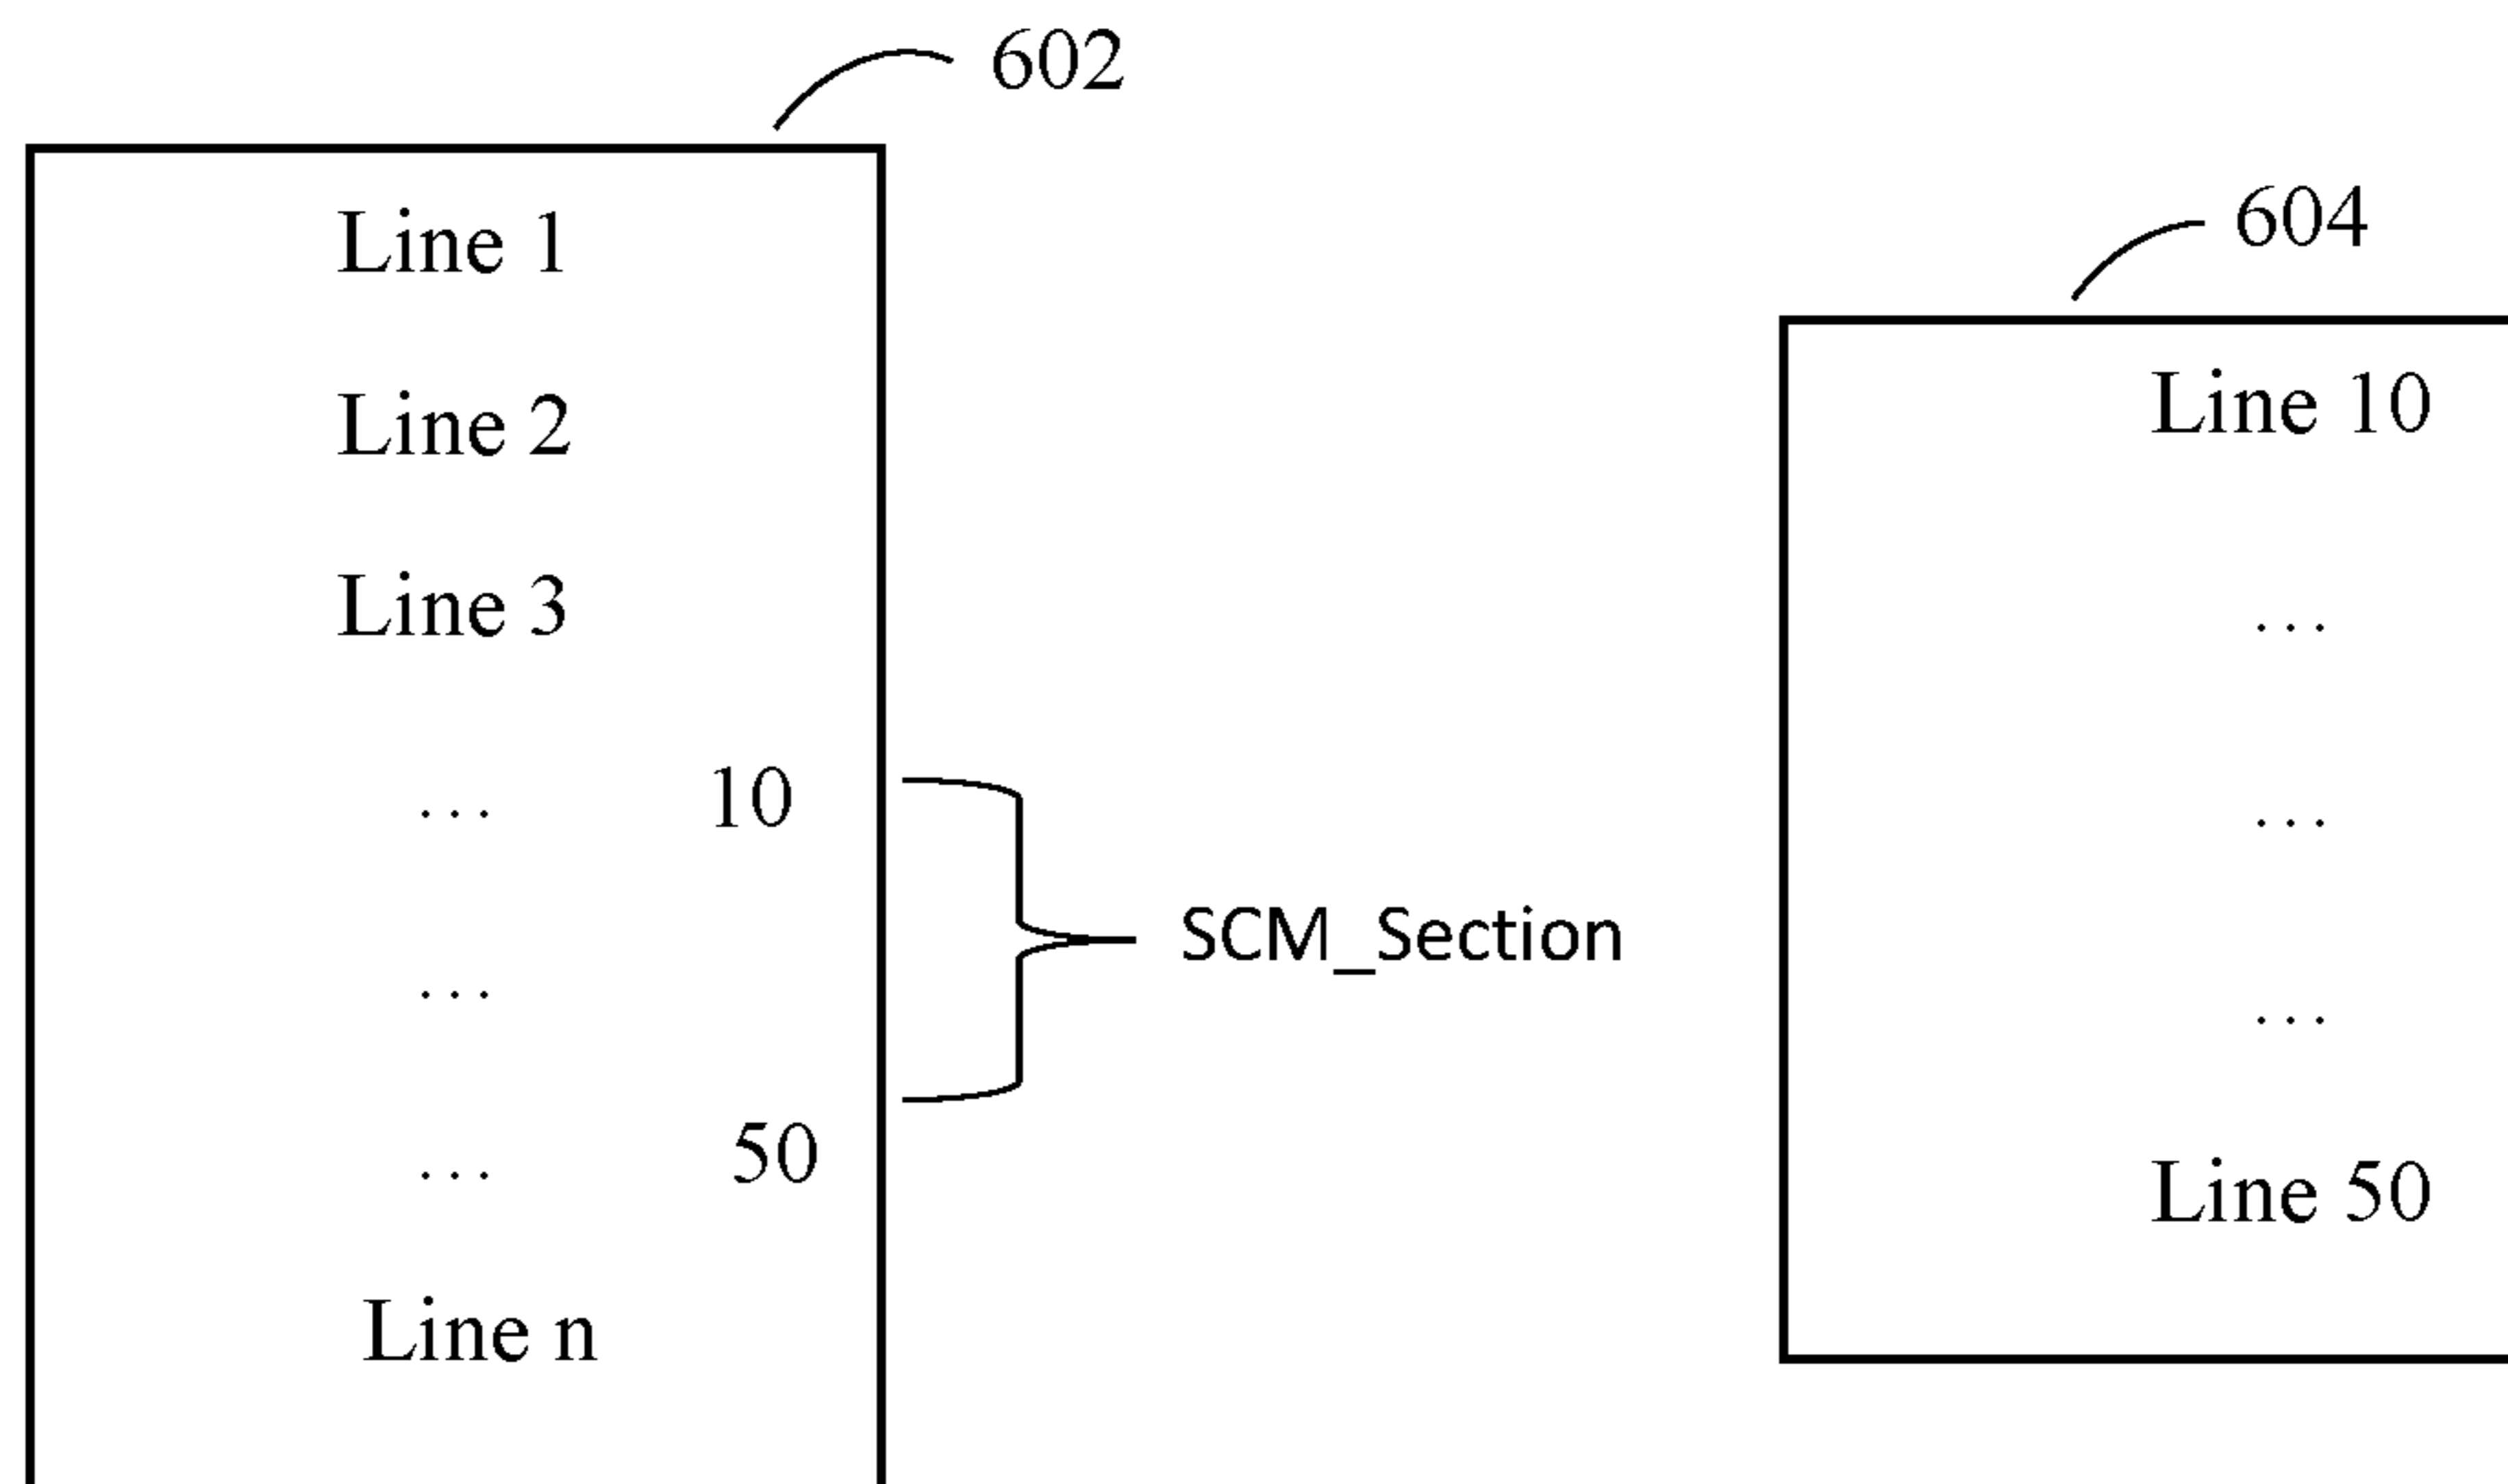 602
Line 1
Line 2
Line 3
... 10
...
... 50
Line n
SCM_Section
604
Line 10
...
...
...
Line 50